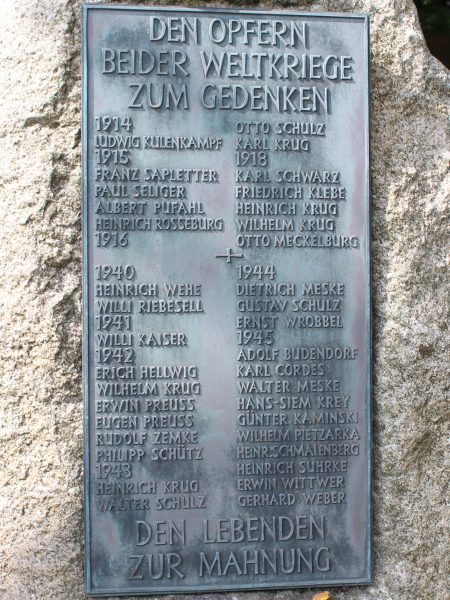 DEN OPFERN
BEIDER WELTKRIEGE
ZUM GEDENKEN
1914
LUDWIG KULENKAMPF
1915
FRANZ SAPLETTER
PAUL SELIGER
ALBERT PUFAHL
HEINRICH ROSSEBURG
1916
OTTO SCHULZ
KARL KRUG
1918
KARL SCHWARZ
FRIEDRICH KLEBE
HEINRICH KRUG
WILHELM KRUG
OTTO MECKELBURG
1940
HEINRICH WEHE
WILLI RIEBESELL
1941
WILLI KAISER
1942
ERICH HELLWIG
WILHELM KRUG
ERWIN PREUSS
EUGEN PREUSS
RUDOLF ZEMKE
PHILIPP SCHÜTZ
1943
HEINRICH KRUG
WALTER SCHULZ
1944
DIETRICH MESKE
GUSTAV SCHULZ
ERNST WROBBEL
1945
ADOLF BUDENDORF
KARL CORDES
WALTER MESKE
HANS-SIEM KREY
GÜNTER KAMINSKI
WILHELM PIETZARKA
HEINR. SCHMALENBERG
HEINRICH SUHRKE
ERWIN WITTWER
GERHARD WEBER
DEN LEBENDEN
ZUR MAHNUNG